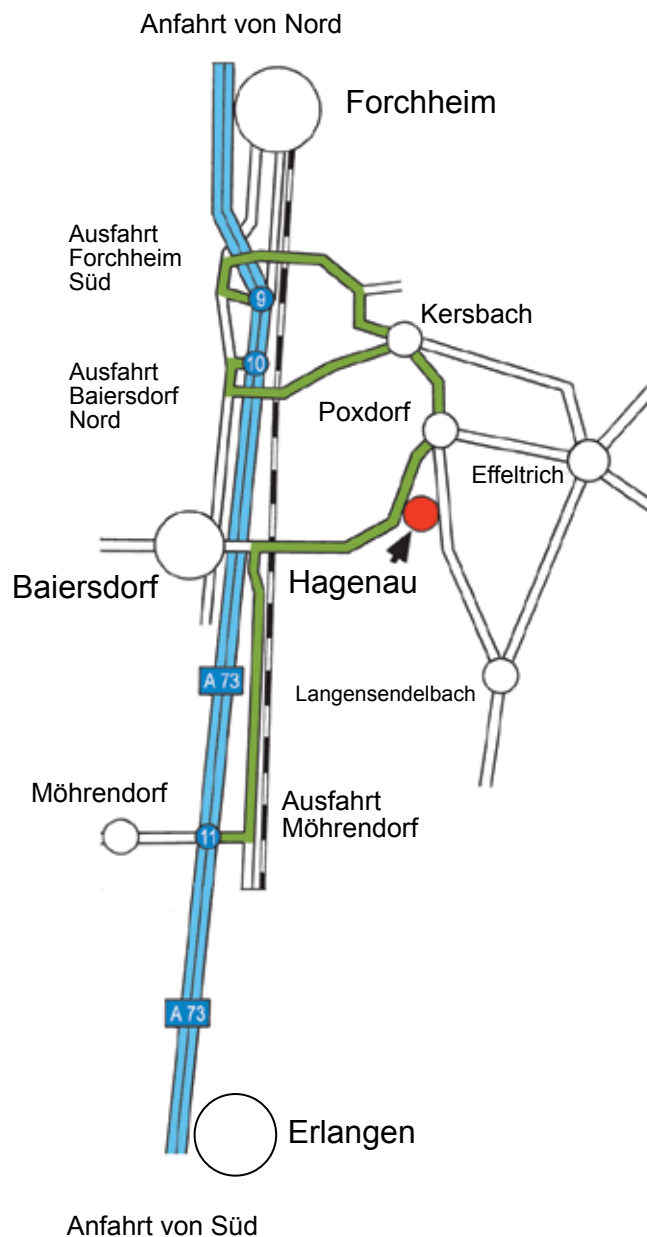 Anfahrt von Nord
Forchheim
Ausfahrt
Forchheim
Süd
9
Kersbach
10
Ausfahrt
Baiersdorf
Nord
Poxdorf
Effeltrich
Baiersdorf
Hagenau
A 73
Langensendelbach
Möhrendorf
Ausfahrt
Möhrendorf
11
A 73
Erlangen
Anfahrt von Süd